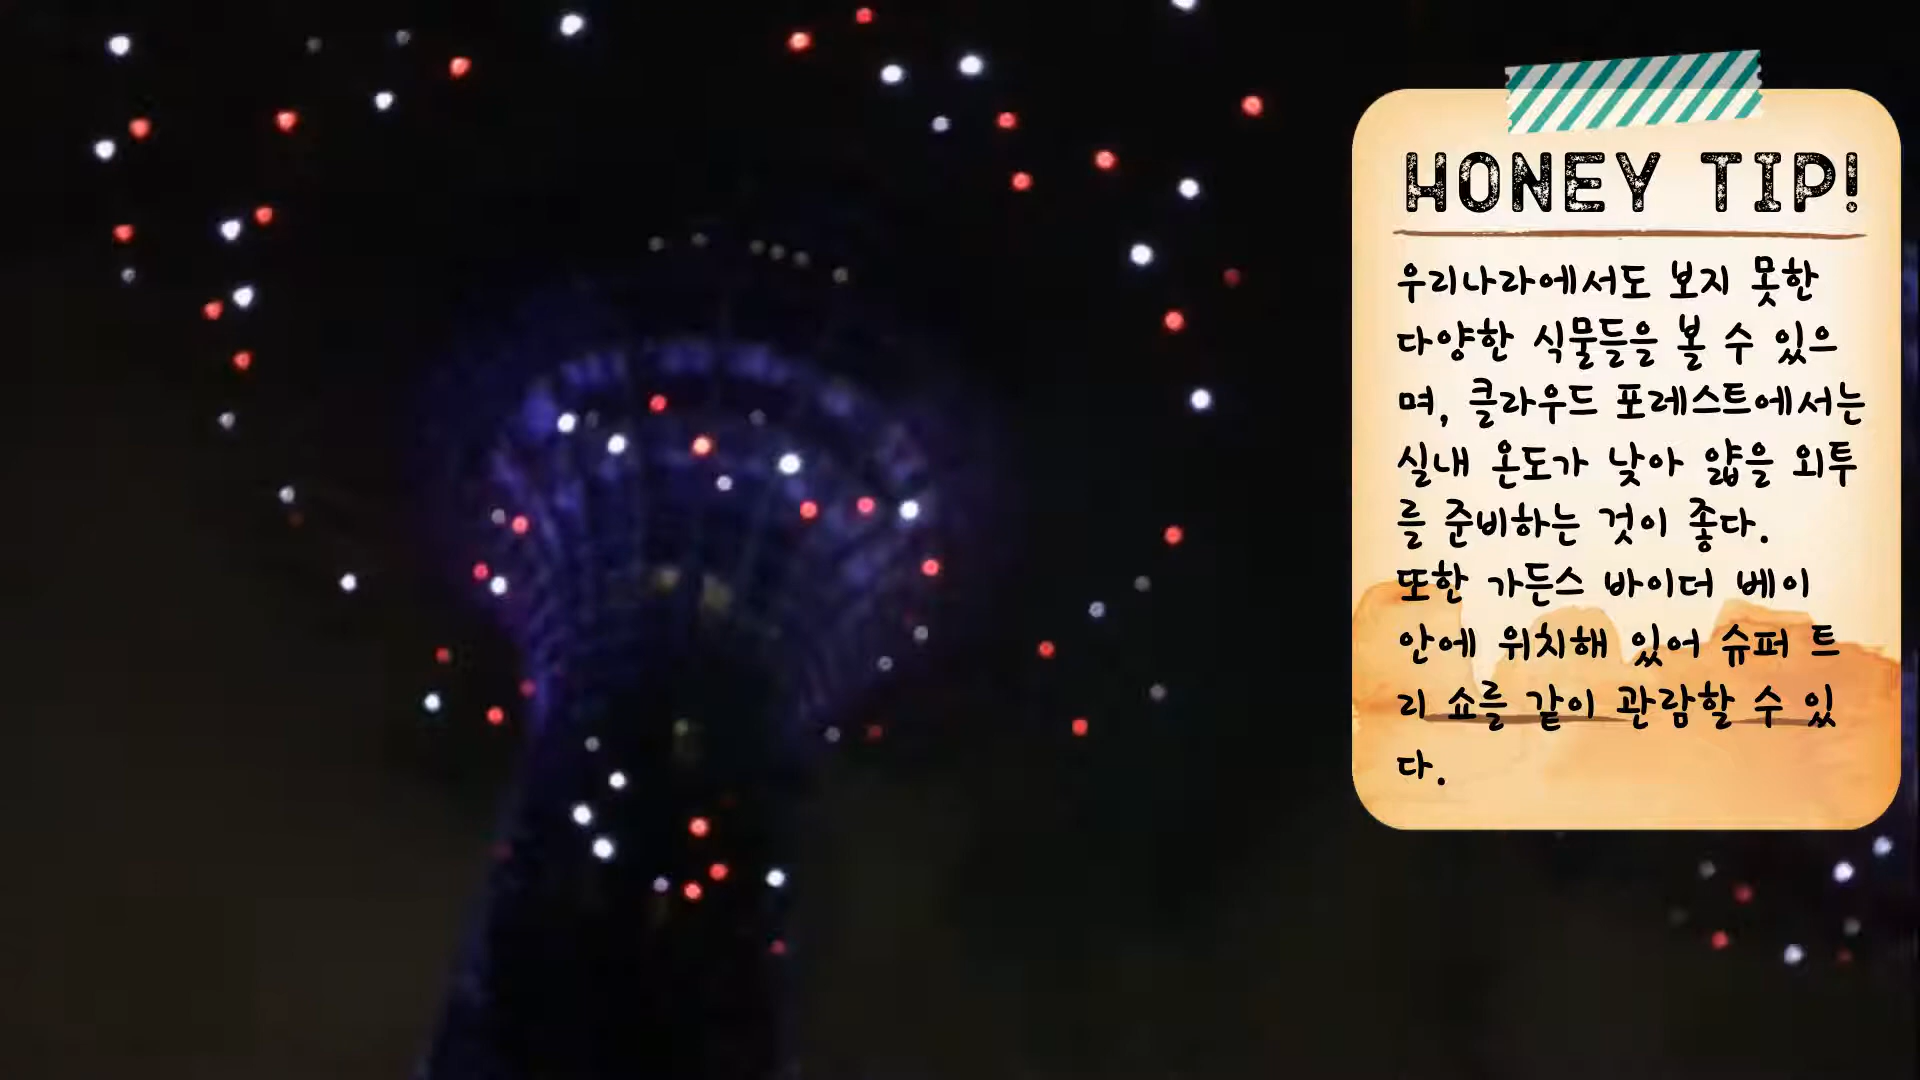 HONEY TIP!
우리나라에서도 보지 못한
다양한 식물들을 볼 수 있으
며, 클라우드 포레스트에서는
실내 온도가 낮아 얇을 외투
를 준비하는 것이 좋다.
또한 가든스 바이더 베이
안에 위치해 있어 슈퍼 트
리 쇼를 같이 관람할 수 있
다.